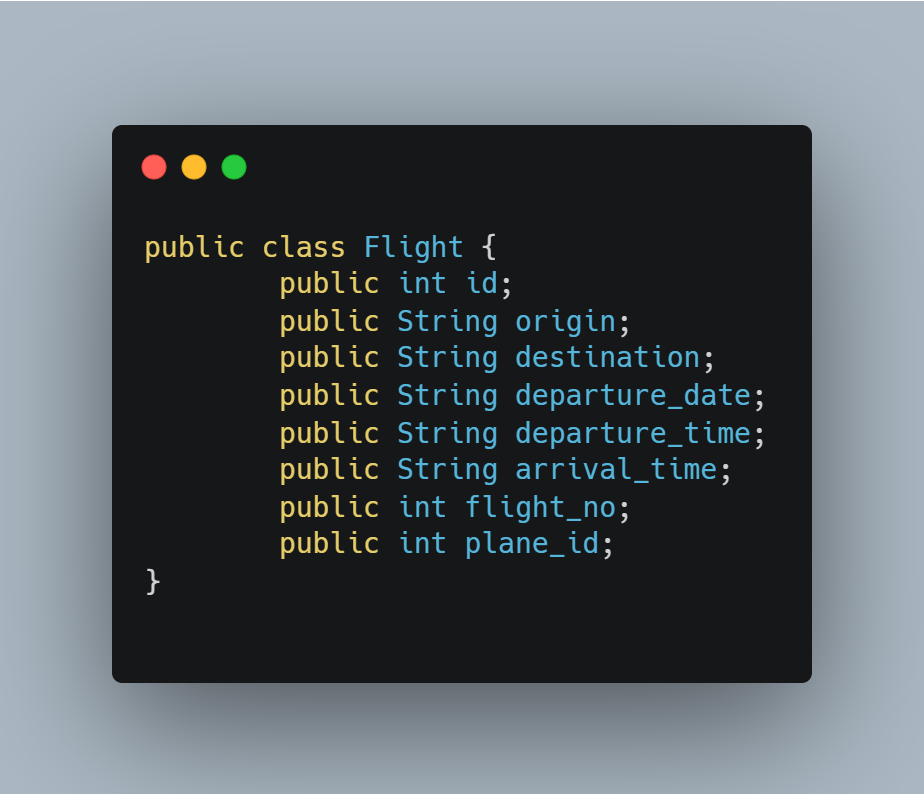 public class Flight {
        public int id;
        public String origin;
        public String destination;
        public String departure_date;
        public String departure_time;
        public String arrival_time;
        public int flight_no;
        public int plane_id;
}